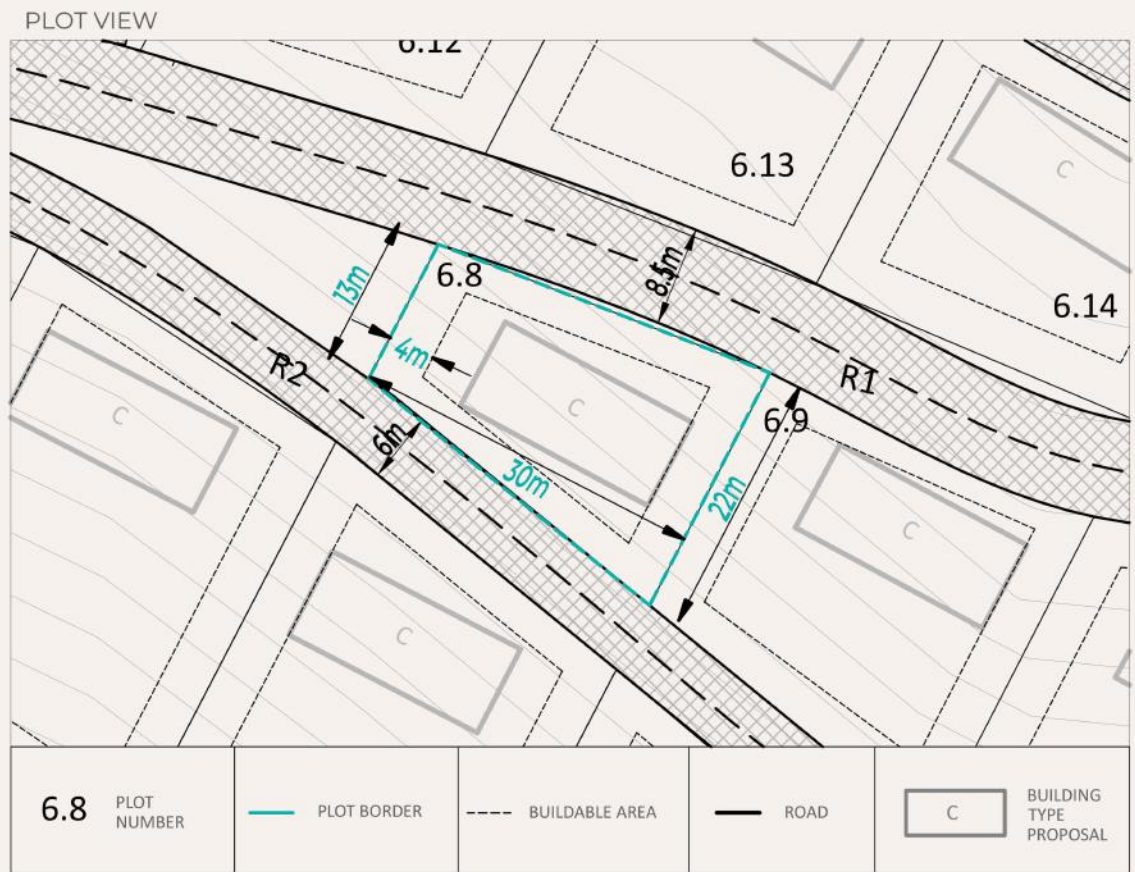 PLOT VIEW
6.12
6.13
6.8
13m
8.5m
6.14
4m
R2
R1
C
C
C
6.9
6m
30m
22m
C
C
6.8
PLOT
NUMBER
PLOT BORDER
BUILDABLE AREA
ROAD
C
BUILDING
TYPE
PROPOSAL